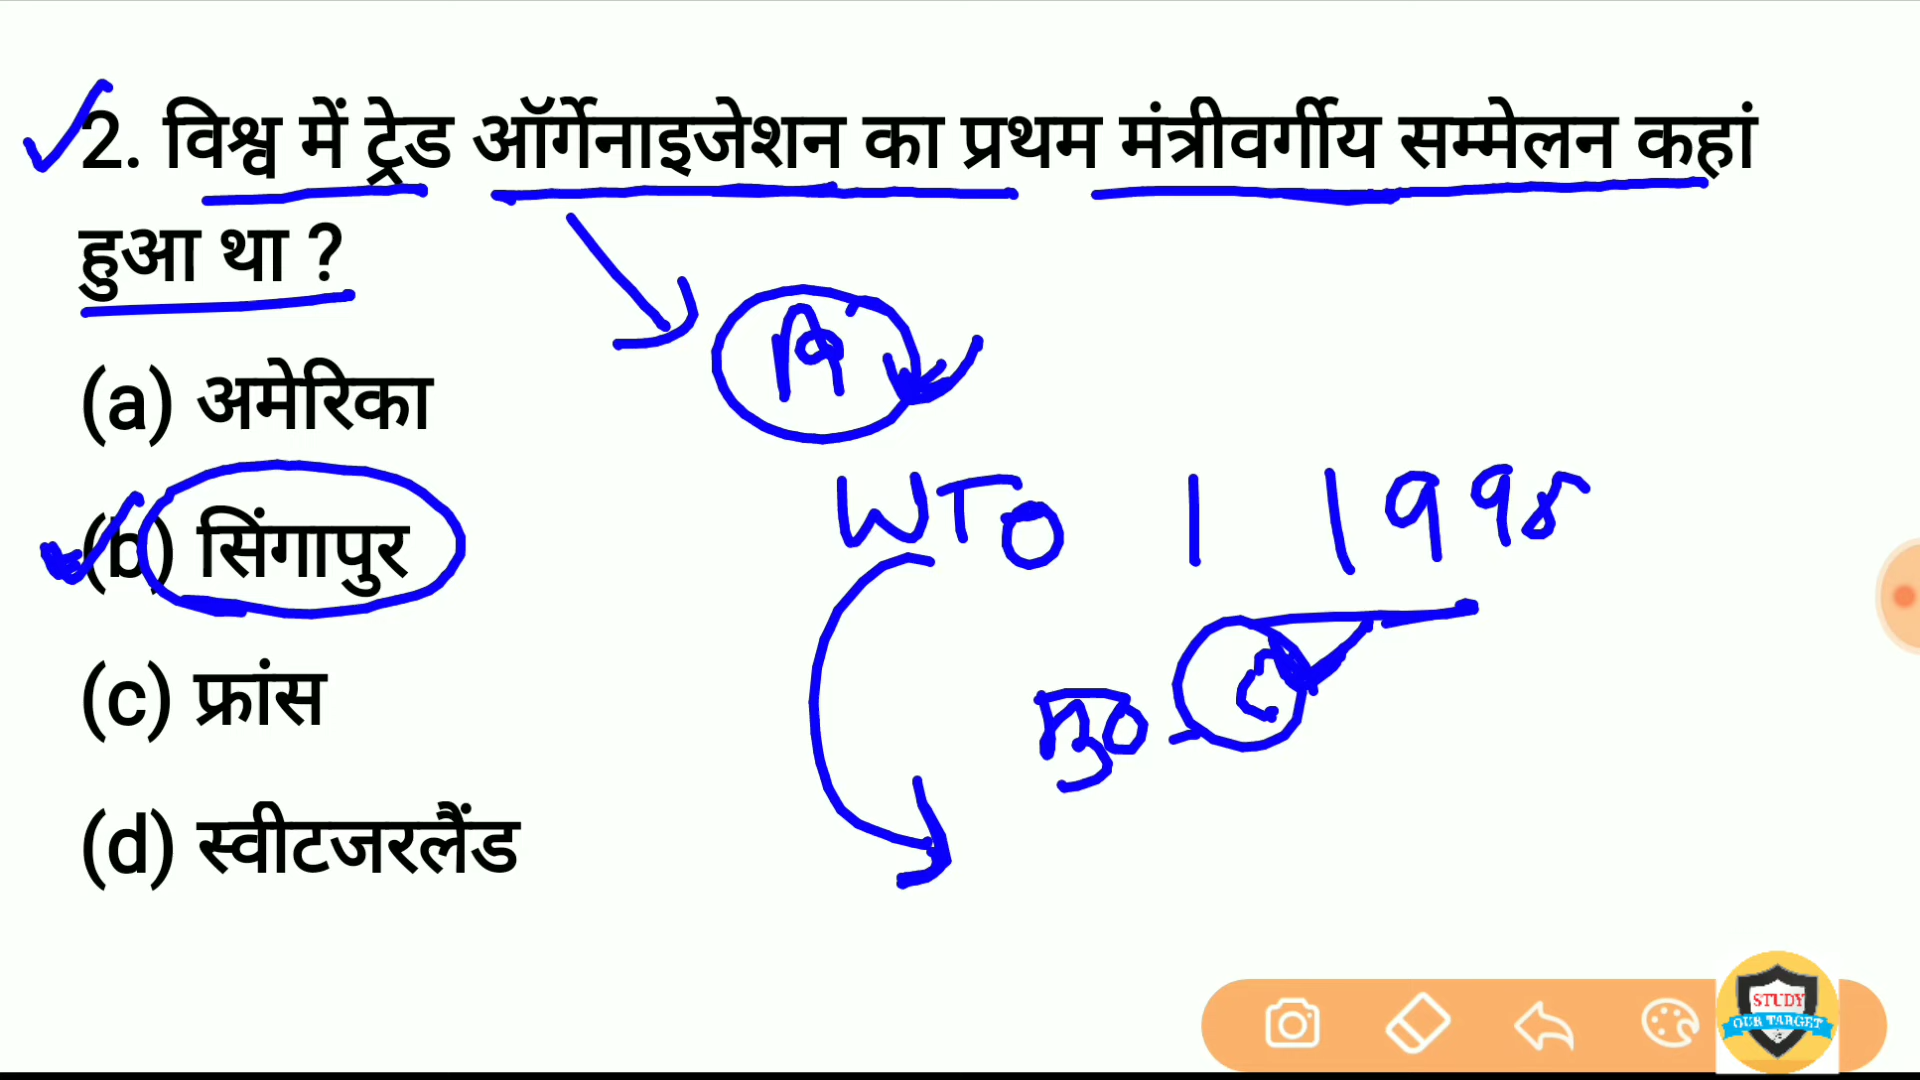 2. विश्व में ट्रेड ऑर्गेनाइजेशन का प्रथम मंत्रीवर्गीय सम्मेलन कहां
हुआ था ?
(a) अमेरिका
(b) सिंगापुर
WTO 1 1995
(c) फ्रांस
(d) स्वीटजरलैंड
STUDY
OUR TARGET